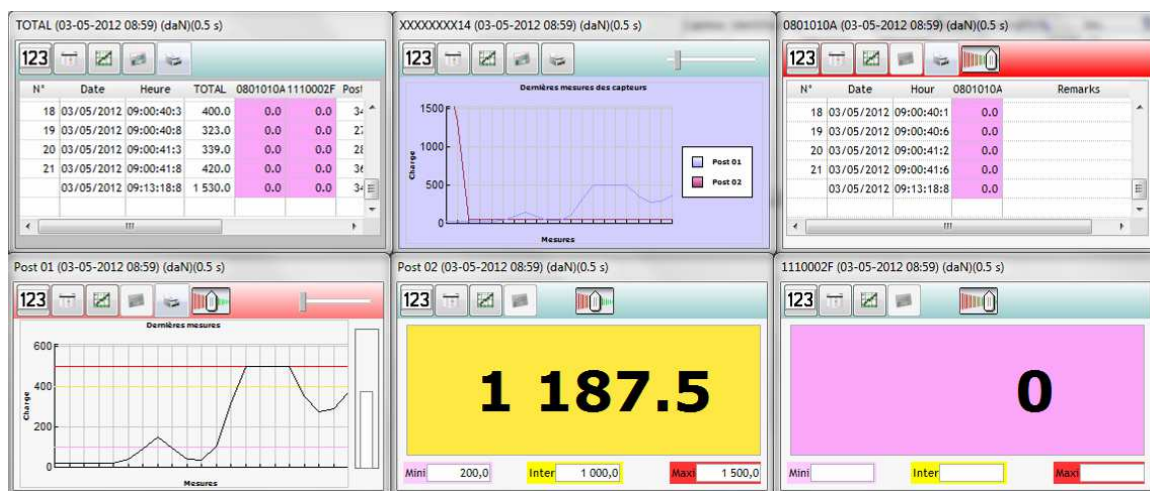 TOTAL (03-05-2012 08:59) (daN)(0.5 s)
123
N° Date Heure TOTAL 0801010A 1110002F Post
18 03/05/2012 09:00:40:3 400.0 0.0 0.0
19 03/05/2012 09:00:40:8 323.0 0.0 0.0
20 03/05/2012 09:00:41:3 339.0 0.0 0.0
21 03/05/2012 09:00:41:8 420.0 0.0 0.0
03/05/2012 09:13:18:8 1 530.0 0.0 0.0
XXXXXXXX14 (03-05-2012 08:59) (daN)(0.5 s)
123
Dernières mesures des capteurs
Charge
1500
1000
500
0
Mesures
Post 01
Post 02
0801010A (03-05-2012 08:59) (daN)(0.5 s)
123
N° Date Hour 0801010A Remarks
18 03/05/2012 09:00:40:1 0.0
19 03/05/2012 09:00:40:6 0.0
20 03/05/2012 09:00:41:2 0.0
21 03/05/2012 09:00:41:6 0.0
03/05/2012 09:13:18:8 0.0
Post 01 (03-05-2012 08:59) (daN)(0.5 s)
123
Dernières mesures
Charge
600
400
200
0
Mesures
Post 02 (03-05-2012 08:59) (daN)(0.5 s)
123
1 187.5
Mini 200,0 Inter 1 000,0 Maxi 1 500,0
1110002F (03-05-2012 08:59) (daN)(0.5 s)
123
0
Mini Inter Maxi